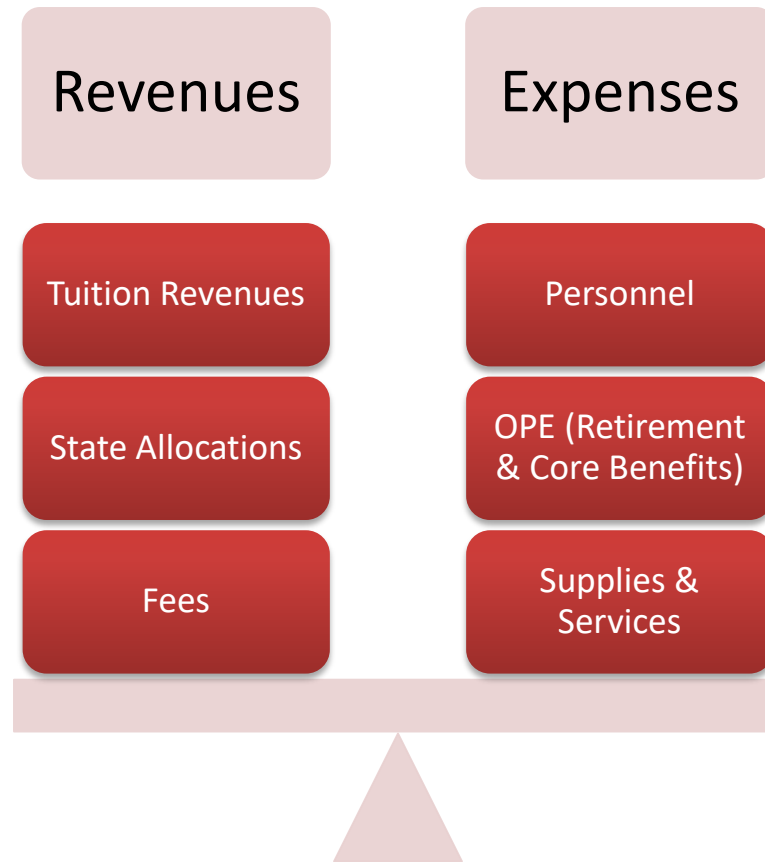 Revenues
Tuition Revenues
State Allocations
Fees
Expenses
Personnel
OPE (Retirement
& Core Benefits)
Supplies &
Services